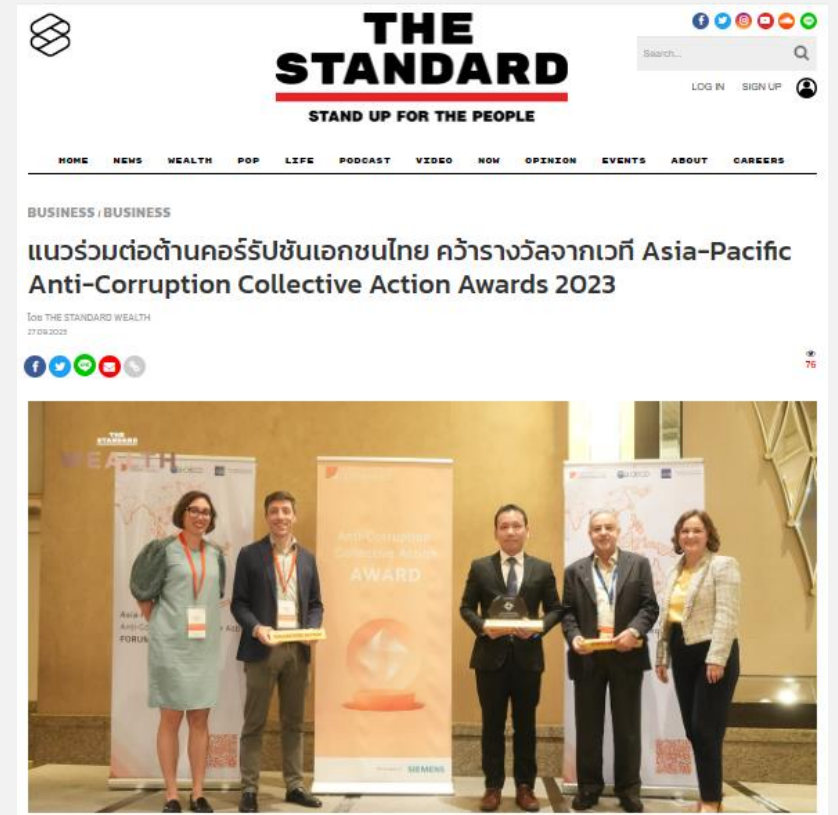 THE
STANDARD
STAND UP FOR THE PEOPLE
Search...
LOG IN SIGN UP
HOME NEWS WEALTH POP LIFE PODCAST VIDEO NOW OPINION EVENTS ABOUT CAREERS
BUSINESS / BUSINESS
แนวร่วมต่อต้านคอร์รัปชันเอกชนไทย คว้ารางวัลจากเวที Asia-Pacific
Anti-Corruption Collective Action Awards 2023
โดย THE STANDARD WEALTH
27.09.2023
76
THE
STANDARD
WEALTH
OECD
OECD
Anti-Corruption
Collective Action
AWARD
FORUM
SIEMENS